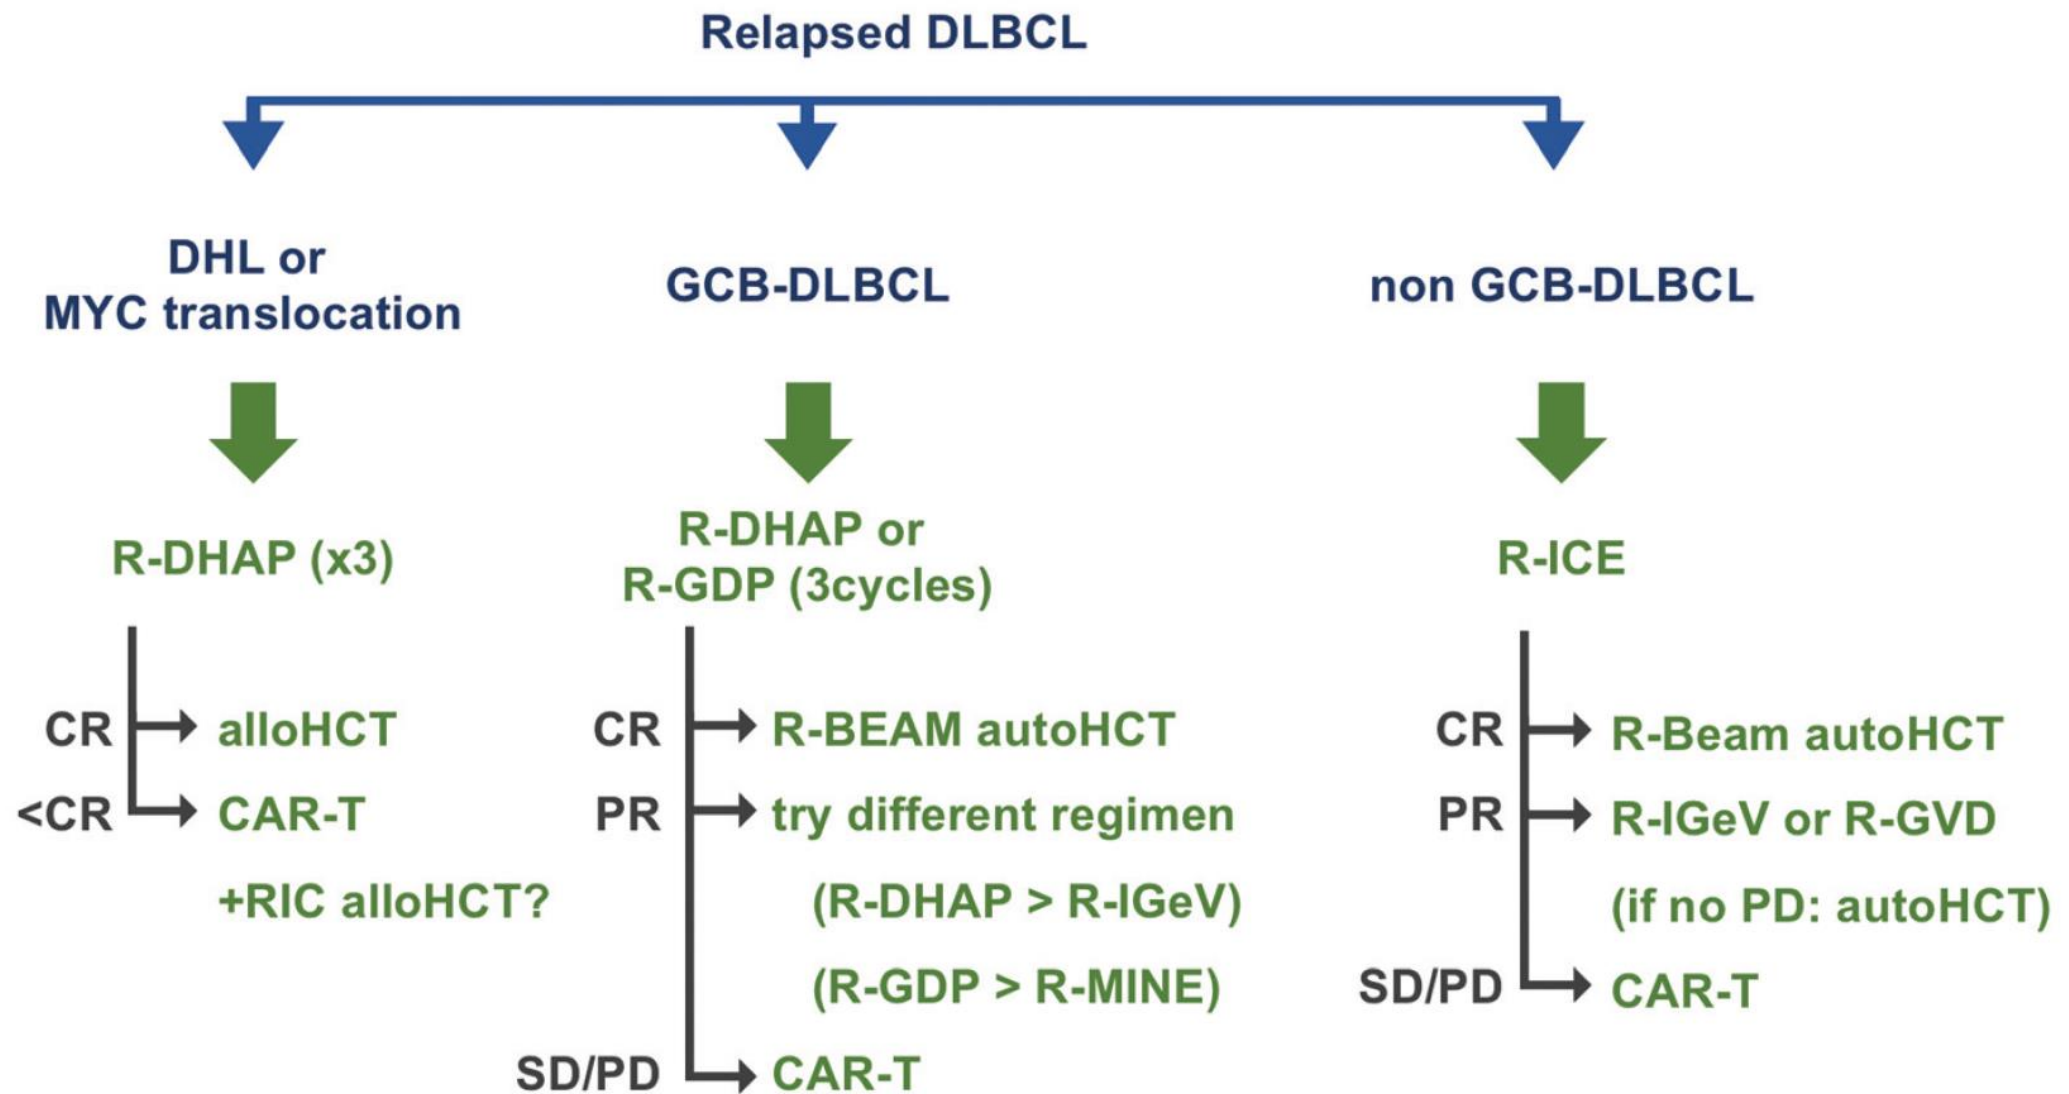 Relapsed DLBCL
DHL or
MYC translocation
R-DHAP (x3)
CR
alloHCT
<CR
CAR-T
+RIC alloHCT?
GCB-DLBCL
R-DHAP or
R-GDP (3cycles)
CR
R-BEAM autoHCT
PR
try different regimen
(R-DHAP > R-IGeV)
(R-GDP > R-MINE)
SD/PD
CAR-T
non GCB-DLBCL
R-ICE
CR
R-Beam autoHCT
PR
R-IGeV or R-GVD
(if no PD: autoHCT)
SD/PD
CAR-T